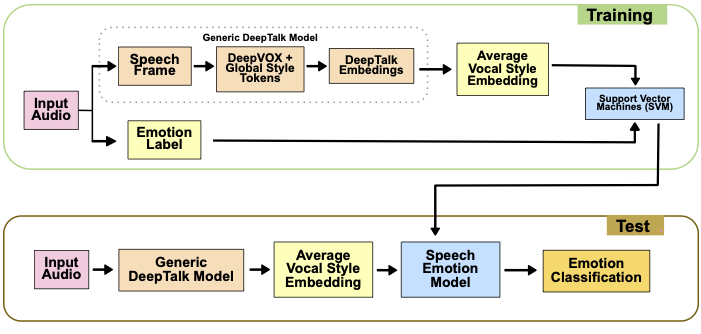 Training
Generic DeepTalk Model
Speech
Frame
DeepVOX +
Global Style
Tokens
DeepTalk
Embedings
Average
Vocal Style
Embedding
Input
Audio
Support Vector
Machines (SVM)
Emotion
Label
Test
Input
Audio
Generic
DeepTalk Model
Average
Vocal Style
Embedding
Speech
Emotion
Model
Emotion
Classification